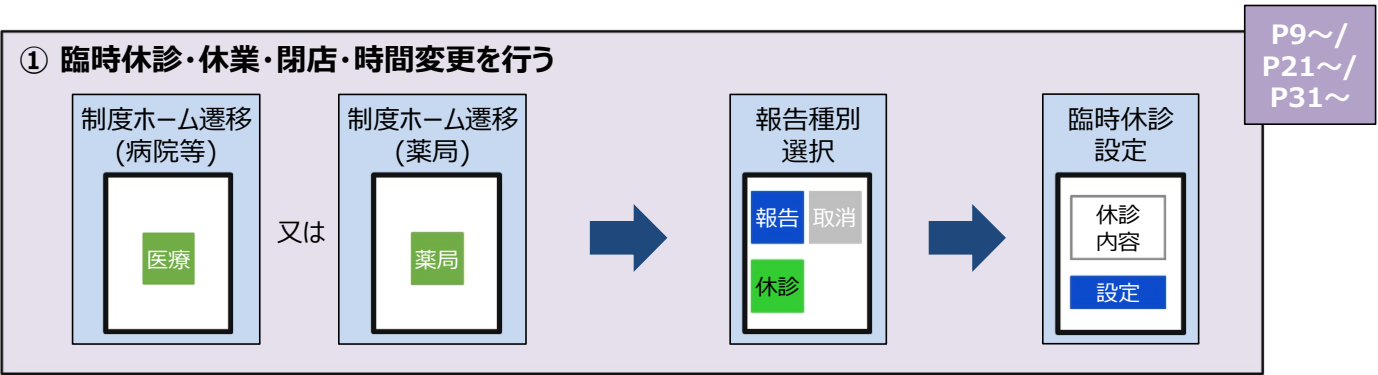 ① 臨時休診・休業・閉店・時間変更を行う
P9～/
P21～/
P31～
制度ホーム遷移
(病院等)
医療
又は
制度ホーム遷移
(薬局)
薬局
報告種別
選択
報告
取消
休診
臨時休診
設定
休診
内容
設定